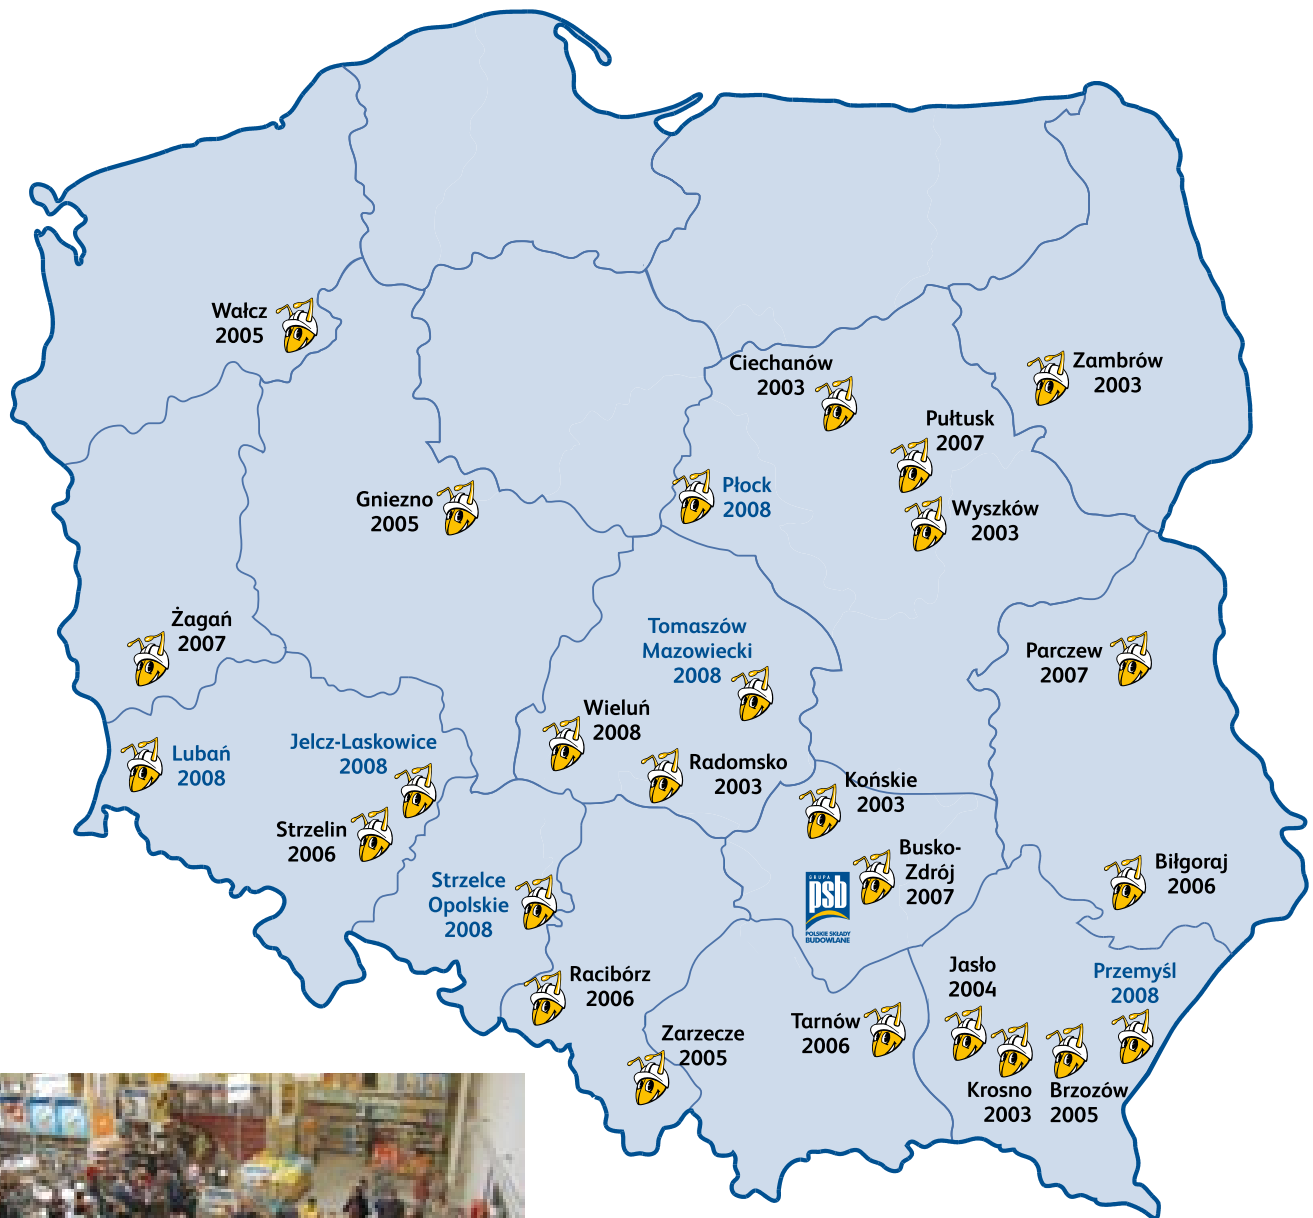 Wałcz
2005
Ciechanów
2003
Zambrów
2003
Pułtusk
2007
Gniezno
2005
Płock
2008
Wyszków
2003
Żagań
2007
Tomaszów
Mazowiecki
2008
Parczew
2007
Wieluń
2008
Lubań
2008
Jelcz-Laskowice
2008
Radomsko
2003
Końskie
2003
Strzelin
2006
Busko-
Zdrój
2007
Biłgoraj
2006
Strzelce
Opolskie
2008
GRUPA
psb
POLSKIE SKŁADY
BUDOWLANE
Racibórz
2006
Jasło
2004
Przemyśl
2008
Tarnów
2006
Zarzecze
2005
Krosno
2003
Brzozów
2005